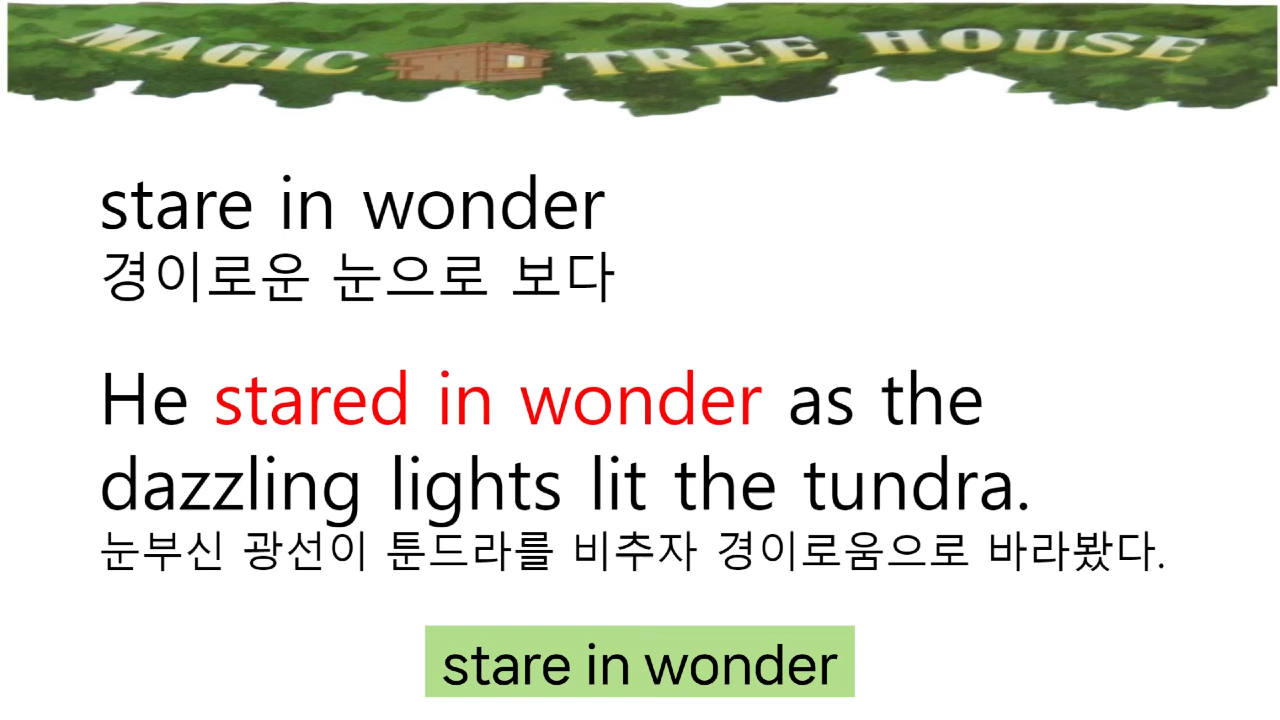 MAGIC TREE HOUSE
stare in wonder
경이로운 눈으로 보다
He stared in wonder as the
dazzling lights lit the tundra.
눈부신 광선이 툰드라를 비추자 경이로움으로 바라봤다.
stare in wonder